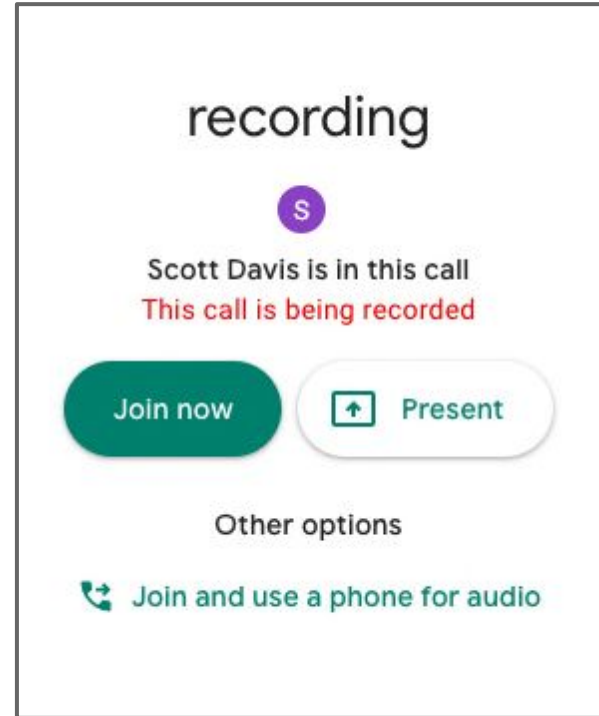 recording
S
Scott Davis is in this call
This call is being recorded
Join now
Present
Other options
Join and use a phone for audio